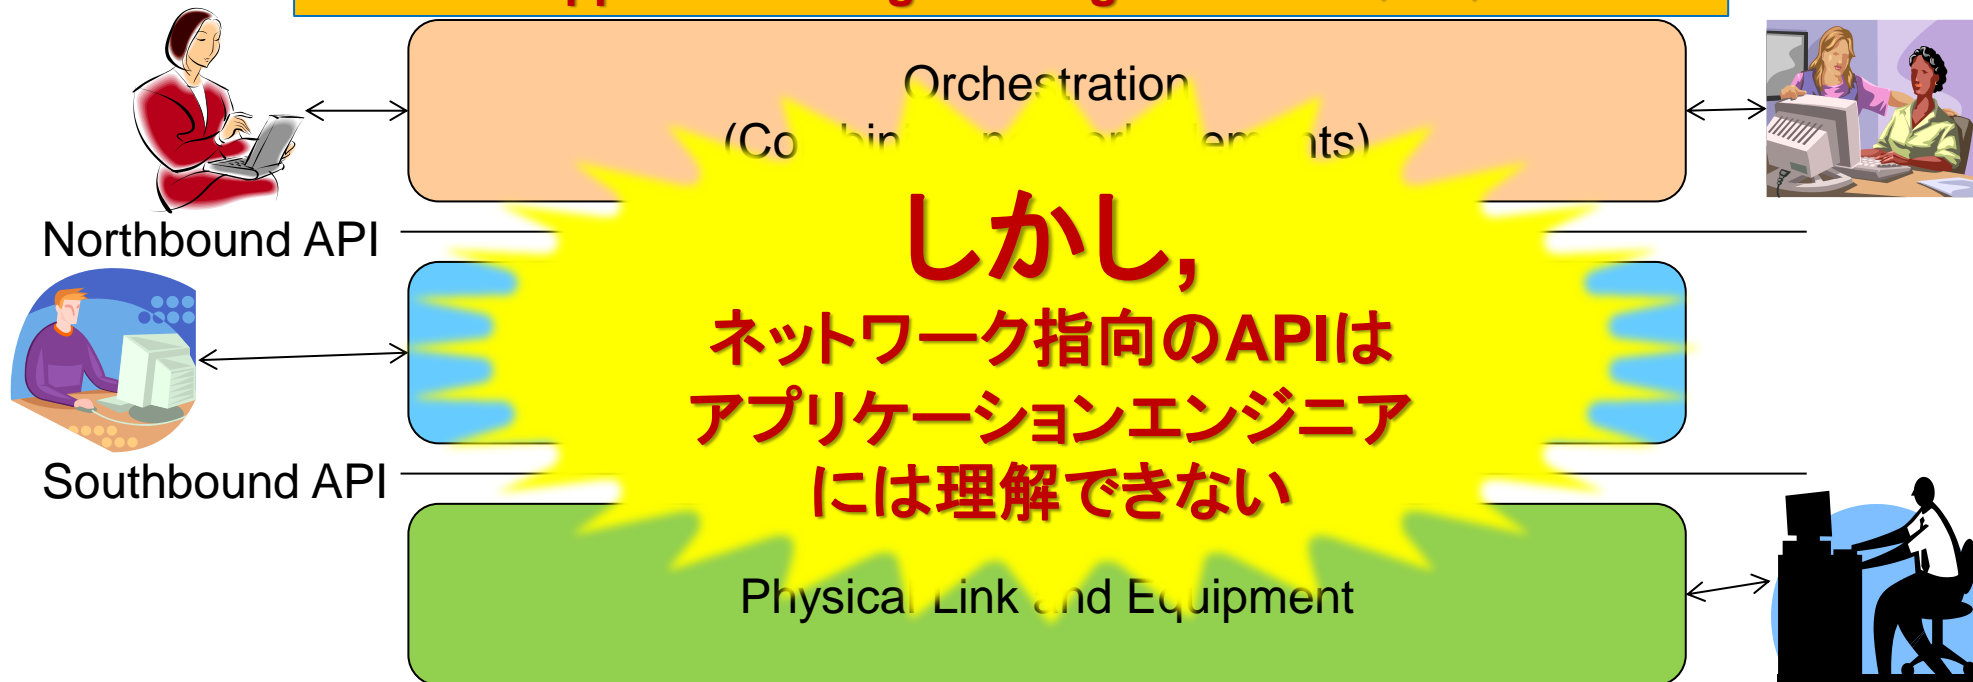 Orchestration
Northbound API
しかし,
ネットワーク指向のAPIは
アプリケーションエンジニア
には理解できない
Southbound API
Physical Link and Equipment